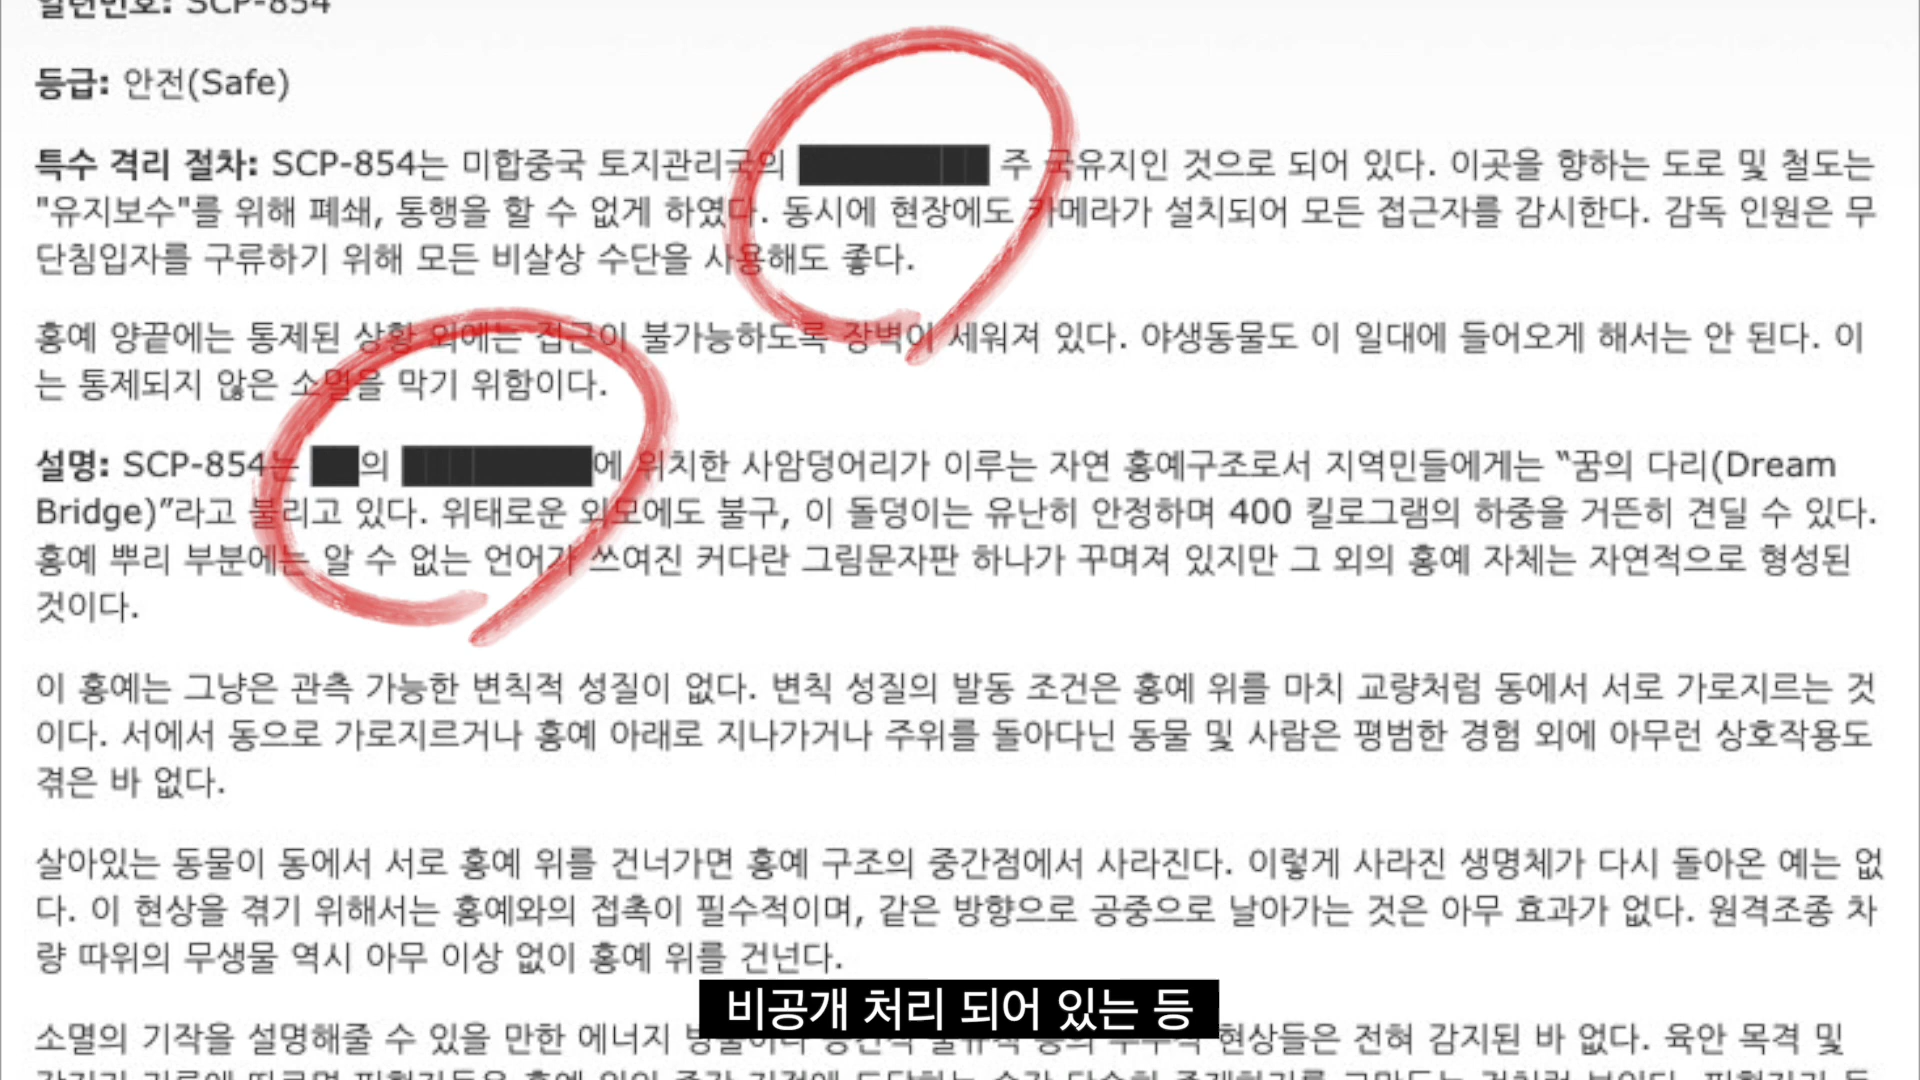 일련번호: SCP-854
등급: 안전(Safe)
특수 격리 절차: SCP-854는 미합중국 토지관리국의 주 국유지인 것으로 되어 있다. 이곳을 향하는 도로 및 철도는
"유지보수"를 위해 폐쇄, 통행을 할 수 없게 하였다. 동시에 현장에도 카메라가 설치되어 모든 접근자를 감시한다. 감독 인원은 무
단침입자를 구류하기 위해 모든 비살상 수단을 사용해도 좋다.
홍예 양끝에는 통제된 상황 외에는 접근이 불가능하도록 장벽이 세워져 있다. 야생동물도 이 일대에 들어오게 해서는 안 된다. 이
는 통제되지 않은 소멸을 막기 위함이다.
설명: SCP-854는 의 에 위치한 사암덩어리가 이루는 자연 홍예구조로서 지역민들에게는 “꿈의 다리(Dream
Bridge)”라고 불리고 있다. 위태로운 외모에도 불구, 이 돌덩이는 유난히 안정하며 400 킬로그램의 하중을 거뜬히 견딜 수 있다.
홍예 뿌리 부분에는 알 수 없는 언어가 쓰여진 커다란 그림문자판 하나가 꾸며져 있지만 그 외의 홍예 자체는 자연적으로 형성된
것이다.
이 홍예는 그냥은 관측 가능한 변칙적 성질이 없다. 변칙 성질의 발동 조건은 홍예 위를 마치 교량처럼 동에서 서로 가로지르는 것
이다. 서에서 동으로 가로지르거나 홍예 아래로 지나가거나 주위를 돌아다닌 동물 및 사람은 평범한 경험 외에 아무런 상호작용도
겪은 바 없다.
살아있는 동물이 동에서 서로 홍예 위를 건너가면 홍예 구조의 중간점에서 사라진다. 이렇게 사라진 생명체가 다시 돌아온 예는 없
다. 이 현상을 겪기 위해서는 홍예와의 접촉이 필수적이며, 같은 방향으로 공중으로 날아가는 것은 아무 효과가 없다. 원격조종 차
량 따위의 무생물 역시 아무 이상 없이 홍예 위를 건넌다.
비공개 처리 되어 있는 등
소멸의 기작을 설명해줄 수 있을 만한 에너지 현상들은 전혀 감지된 바 없다. 육안 목격 및